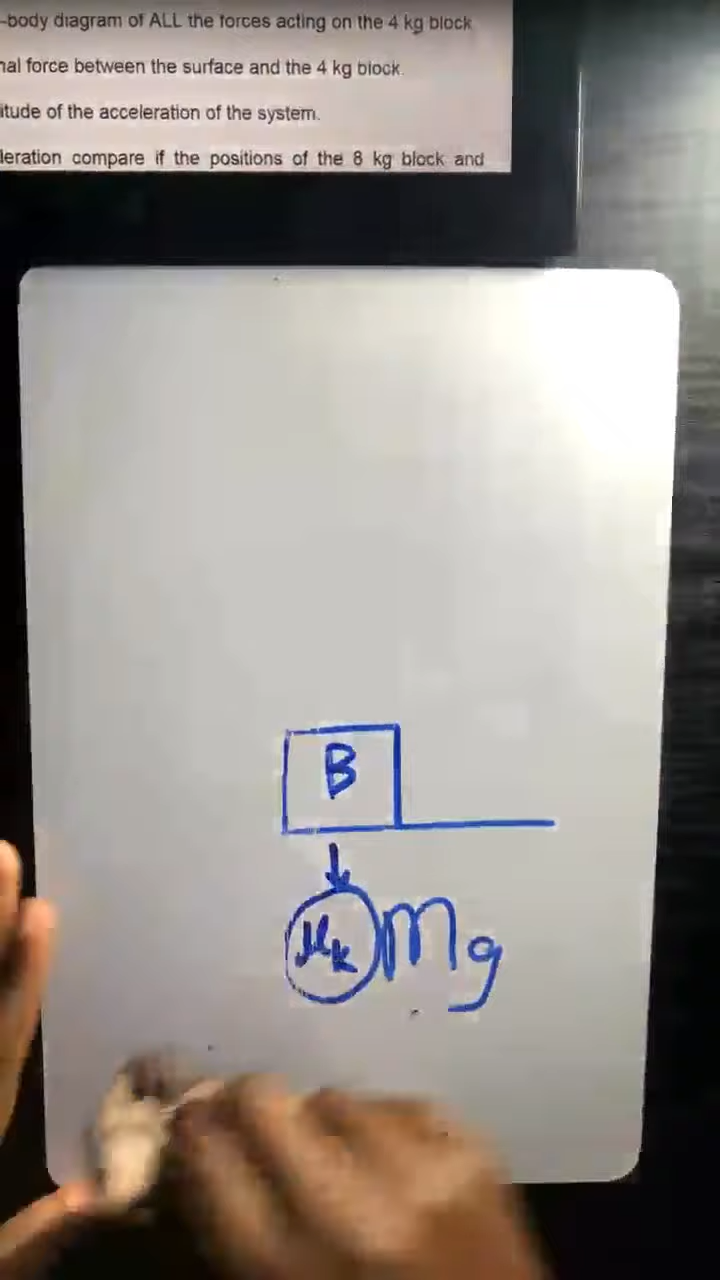 -body diagram of ALL the forces acting on the 4 kg block
nal force between the surface and the 4 kg block.
itude of the acceleration of the system.
leration compare if the positions of the 8 kg block and
B
μk mg